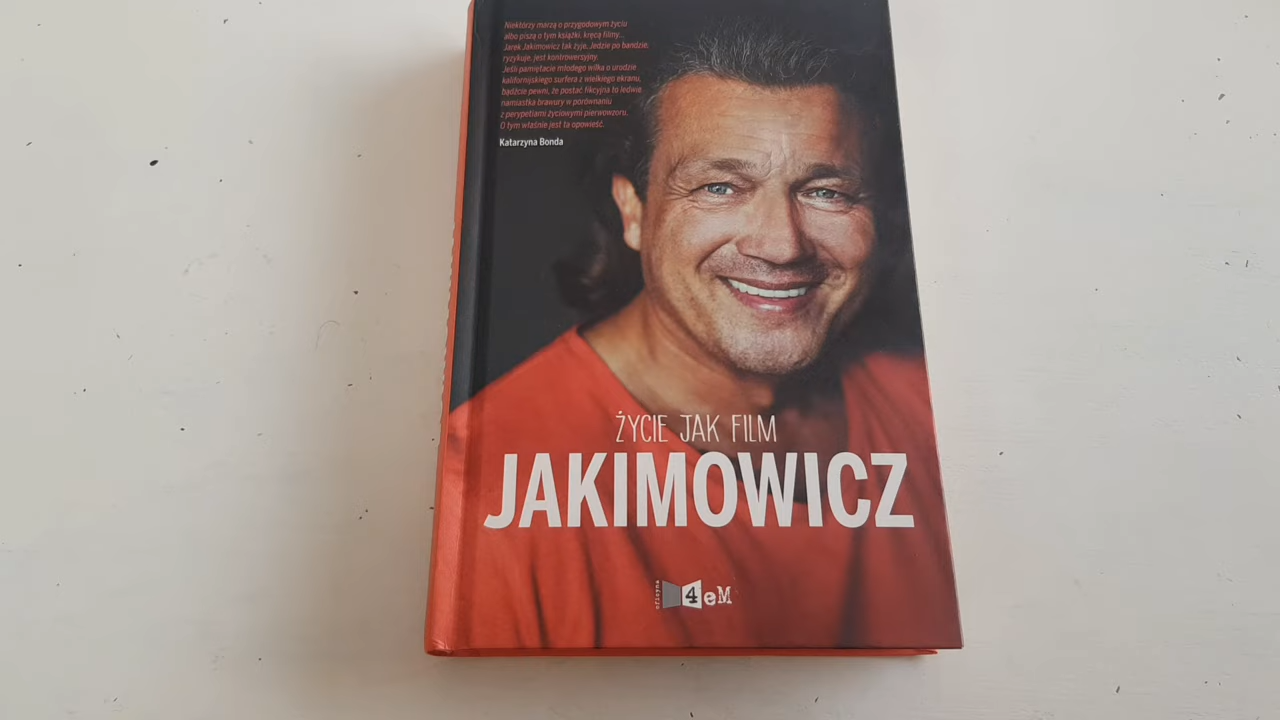 Niektórzy marzą o przygodowym życiu
albo piszą o tym książki, kręcą filmy...
Jarek Jakimowicz tak żyje. Jedzie po bandzie,
ryzykuje, jest kontrowersyjny.
Jeśli pamiętacie młodego wilka o urodzie
kalifornijskiego surfera z wielkiego ekranu,
bądźcie pewni, że postać fikcyjna to ledwie
namiastka brawury w porównaniu
z perypetiami życiowymi pierwowzoru.
O tym właśnie jest ta opowieść.
Katarzyna Bonda
ŻYCIE JAK FILM
JAKIMOWICZ
oficyna 4eM